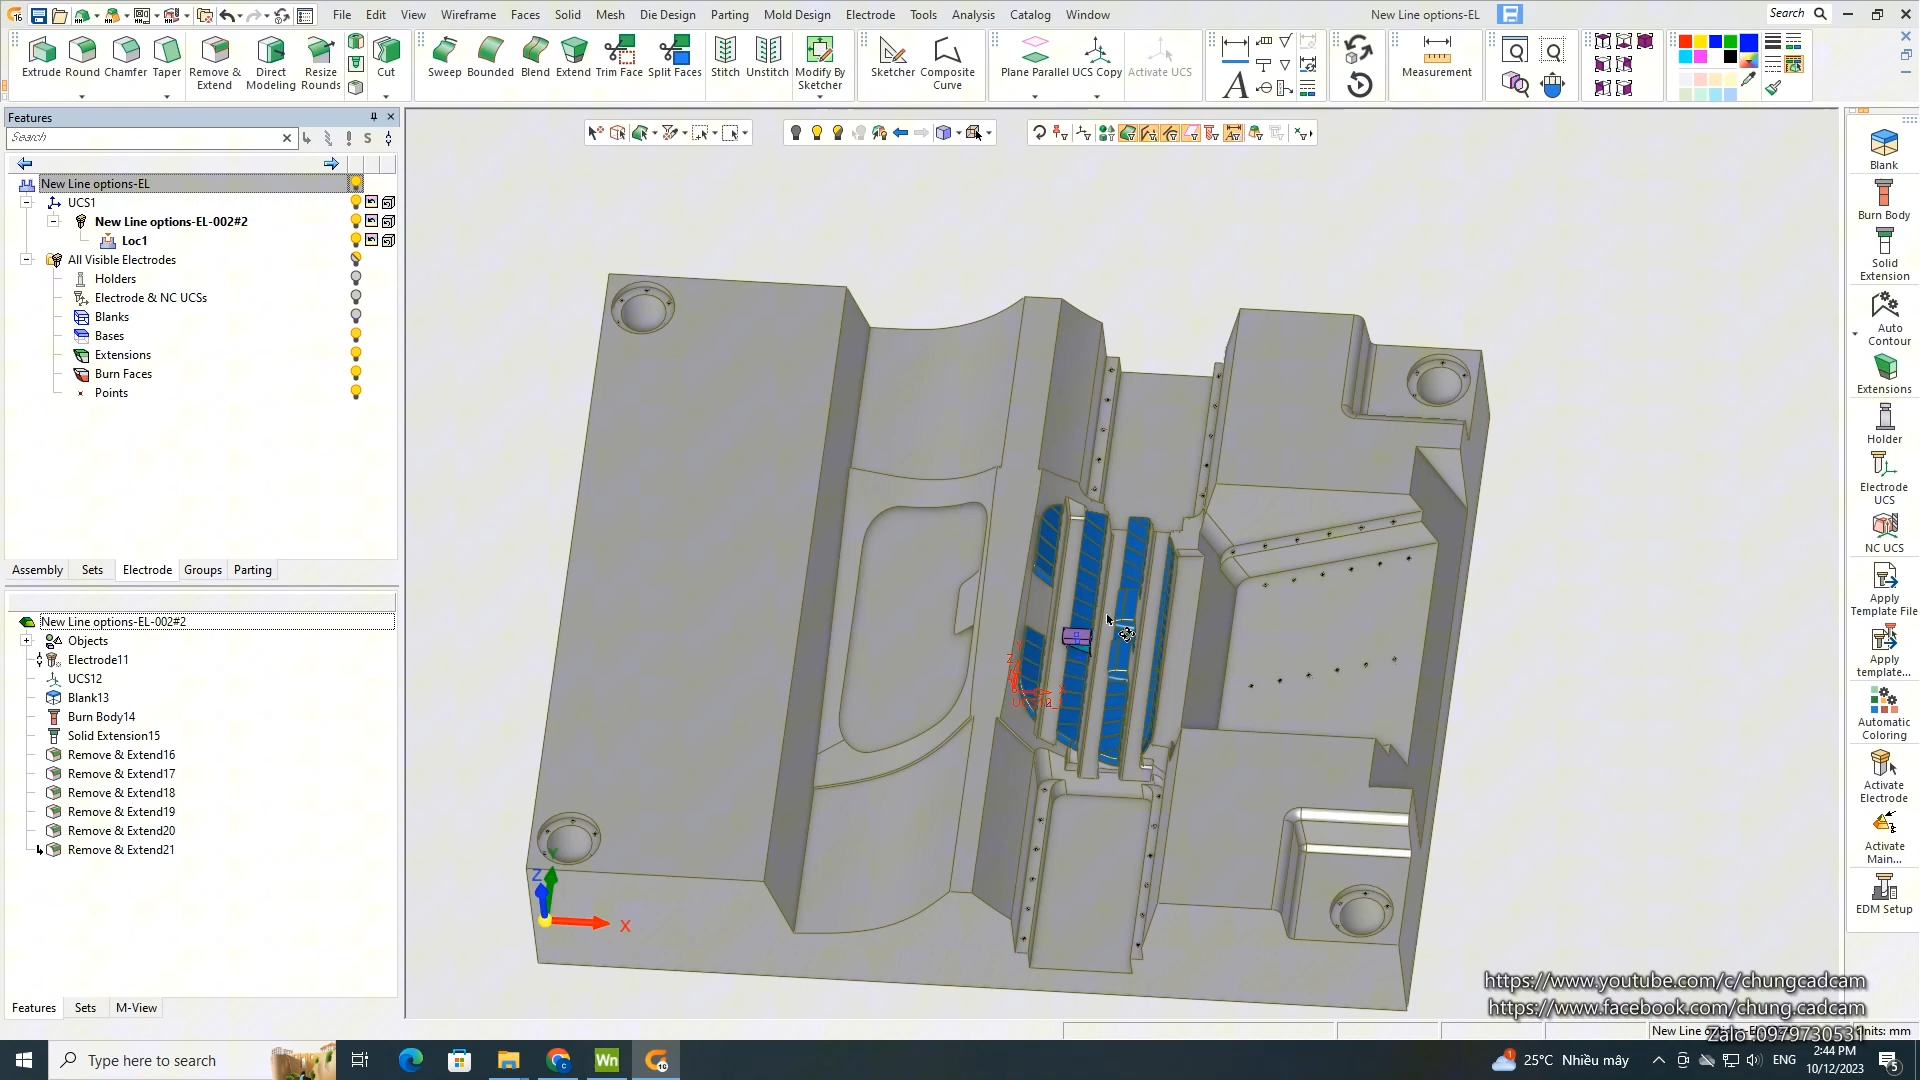 File Edit View Wireframe Faces Solid Mesh Die Design Parting Mold Design Electrode Tools Analysis Catalog Window
New Line options-EL
Search
Extrude Round Chamfer Taper Remove & Extend Direct Modeling Resize Rounds Cut
Sweep Bounded Blend Extend Trim Face Split Faces Stitch Unstitch Modify By Sketcher
Sketcher Composite Curve Plane Parallel UCS Copy Activate UCS Measurement
Features
Search
New Line options-EL
UCS1
New Line options-EL-002#2
Loc1
All Visible Electrodes
Holders
Electrode & NC UCSs
Blanks
Bases
Extensions
Burn Faces
Points
Assembly Sets Electrode Groups Parting
New Line options-EL-002#2
Objects
Electrode11
UCS12
Blank13
Burn Body14
Solid Extension15
Remove & Extend16
Remove & Extend17
Remove & Extend18
Remove & Extend19
Remove & Extend20
Remove & Extend21
Features Sets M-View
Z
Y
X
Blank
Burn Body
Solid Extension
Auto Contour
Extensions
Holder
Electrode UCS
NC UCS
Apply Template File
Apply template...
Automatic Coloring
Activate Electrode
Activate Main...
EDM Setup
https://www.youtube.com/c/chungcadcam
https://www.facebook.com/chung.cadcam
Zalo:0979730531
Type here to search
Wn
25°C Nhiều mây
ENG
2:44 PM
10/12/2023
5